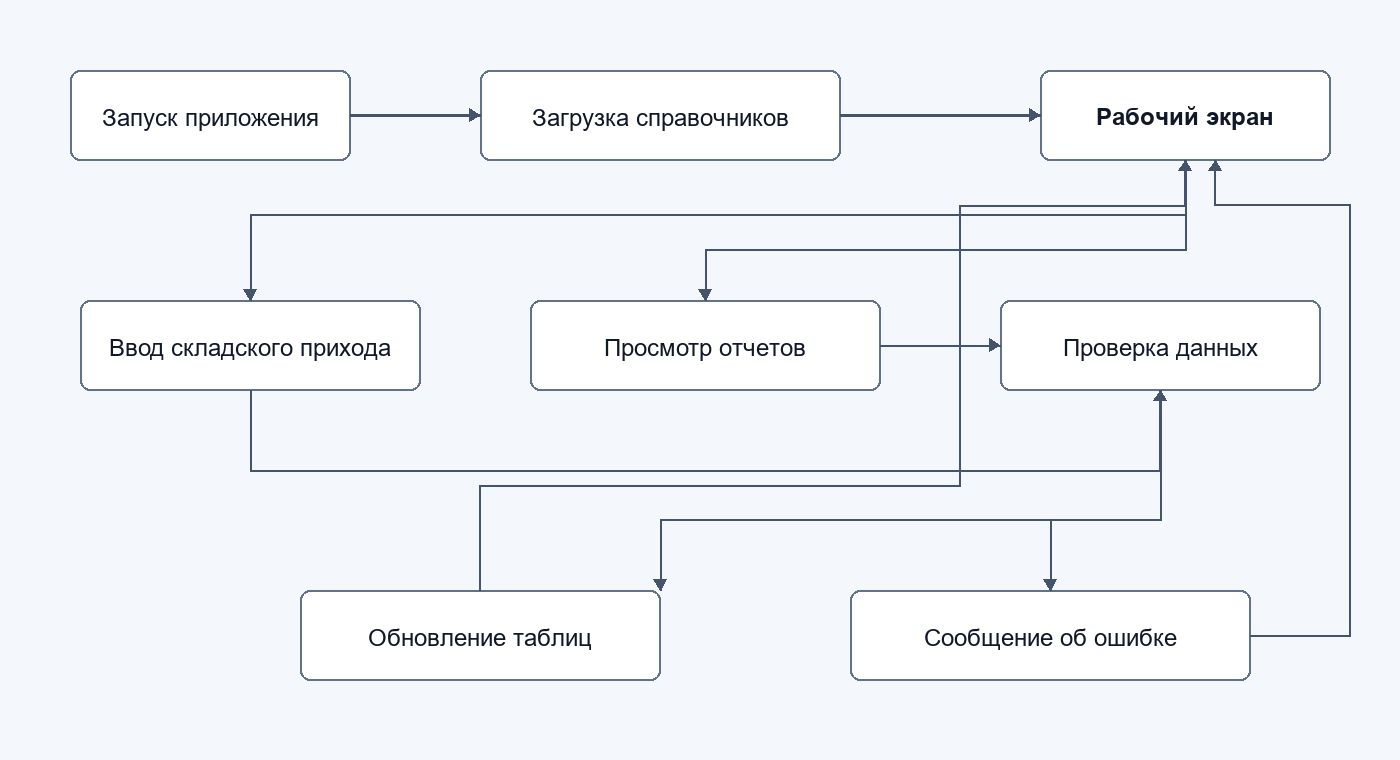 Запуск приложения
Загрузка справочников
Рабочий экран
Ввод складского прихода
Просмотр отчетов
Проверка данных
Обновление таблиц
Сообщение об ошибке